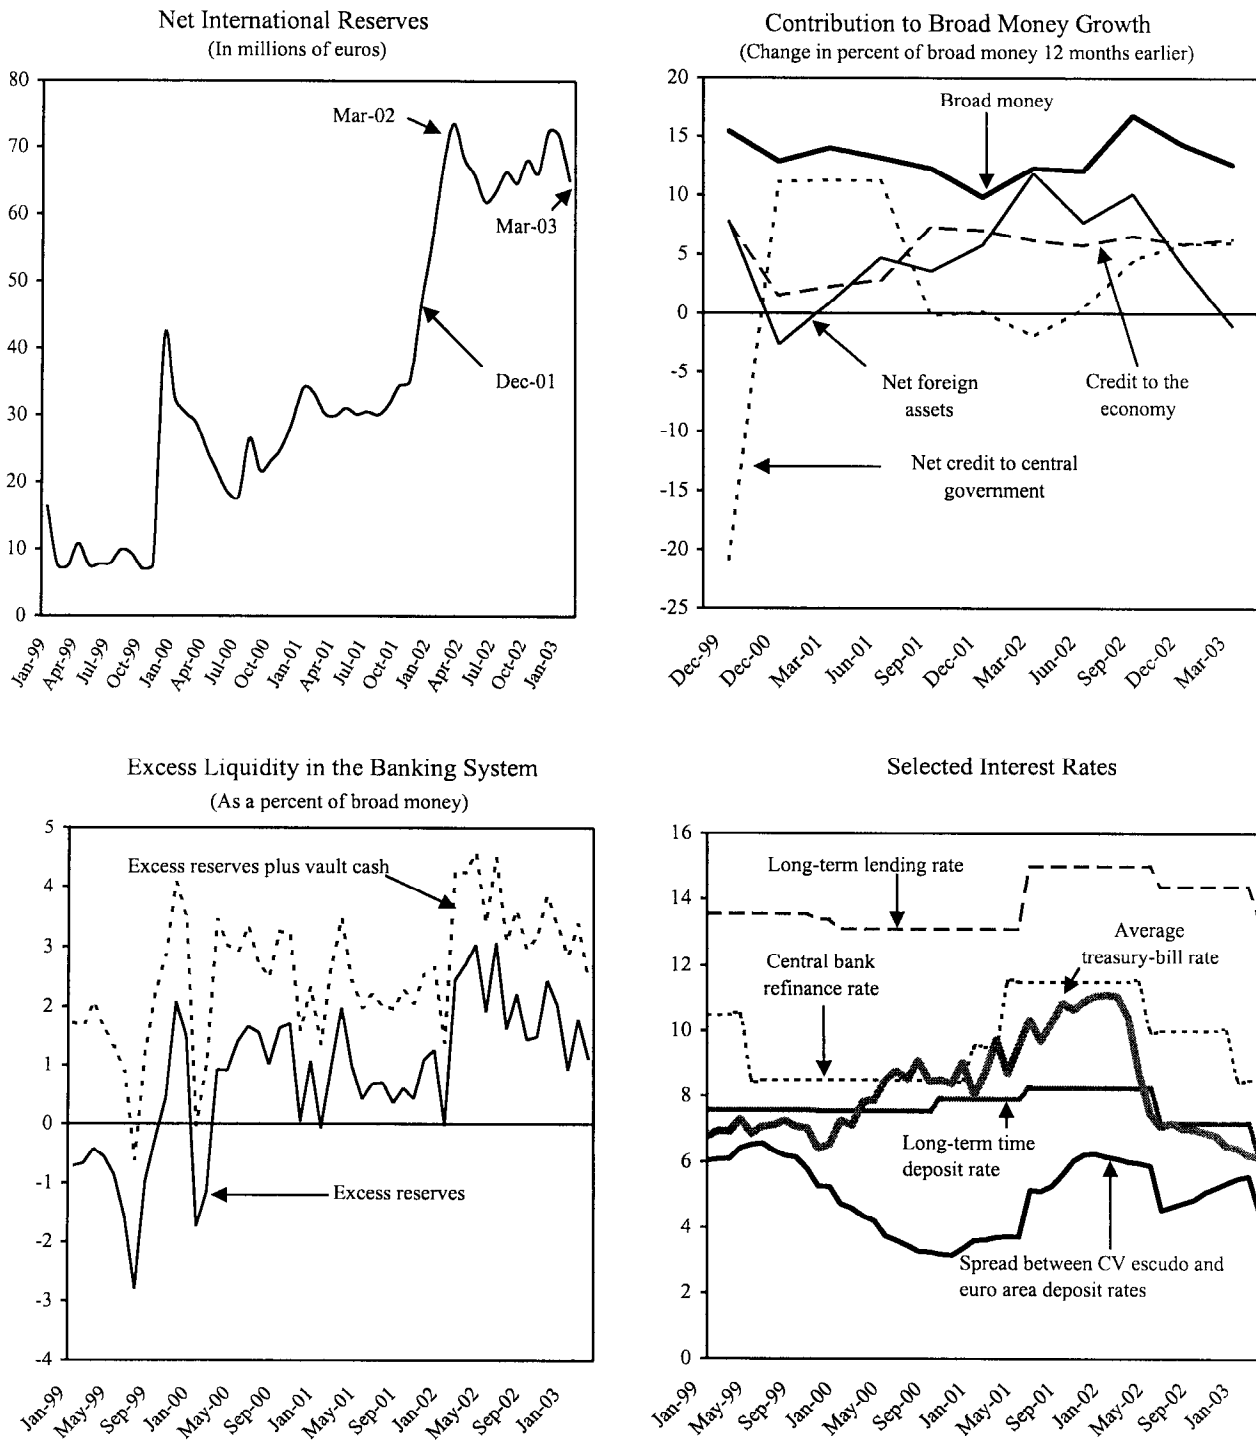 Net International Reserves
(In millions of euros)
80
70
60
50
40
30
20
10
0
Mar-02
Mar-03
Dec-01
Jan-99
Apr-99
Jul-99
Oct-99
Jan-00
Apr-00
Jul-00
Oct-00
Jan-01
Apr-01
Jul-01
Oct-01
Jan-02
Apr-02
Jul-02
Oct-02
Jan-03
Contribution to Broad Money Growth
(Change in percent of broad money 12 months earlier)
20
15
10
5
0
-5
-10
-15
-20
-25
Broad money
Net foreign
assets
Credit to the
economy
Net credit to central
government
Dec-99
Dec-00
Mar-01
Jun-01
Sep-01
Dec-01
Mar-02
Jun-02
Sep-02
Dec-02
Mar-03
Excess Liquidity in the Banking System
(As a percent of broad money)
5
4
3
2
1
0
-1
-2
-3
-4
Excess reserves plus vault cash
Excess reserves
Jan-99
May-99
Sep-99
Jan-00
May-00
Sep-00
Jan-01
May-01
Sep-01
Jan-02
May-02
Sep-02
Jan-03
Selected Interest Rates
16
14
12
10
8
6
4
2
0
Long-term lending rate
Average
treasury-bill rate
Central bank
refinance rate
Long-term time
deposit rate
Spread between CV escudo and
euro area deposit rates
Jan-99
May-99
Sep-99
Jan-00
May-00
Sep-00
Jan-01
May-01
Sep-01
Jan-02
May-02
Sep-02
Jan-03